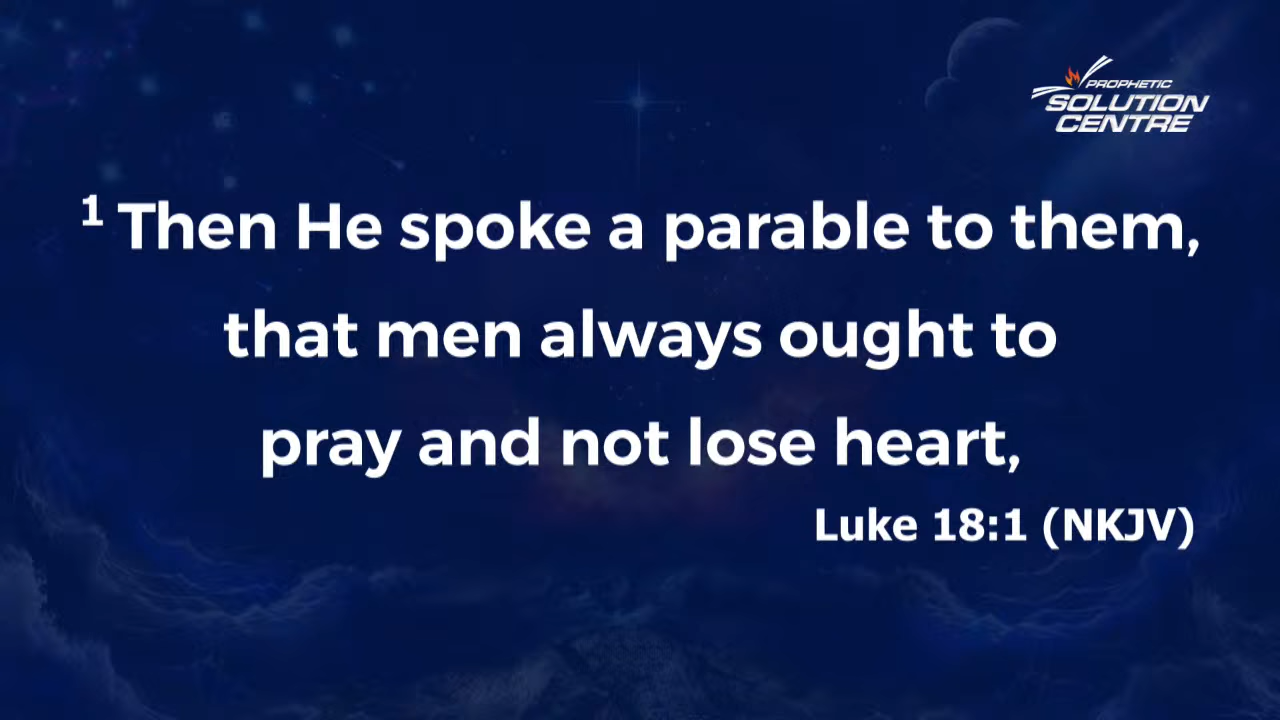 PROPHETIC
SOLUTION
CENTRE
1 Then He spoke a parable to them,
that men always ought to
pray and not lose heart,
Luke 18:1 (NKJV)